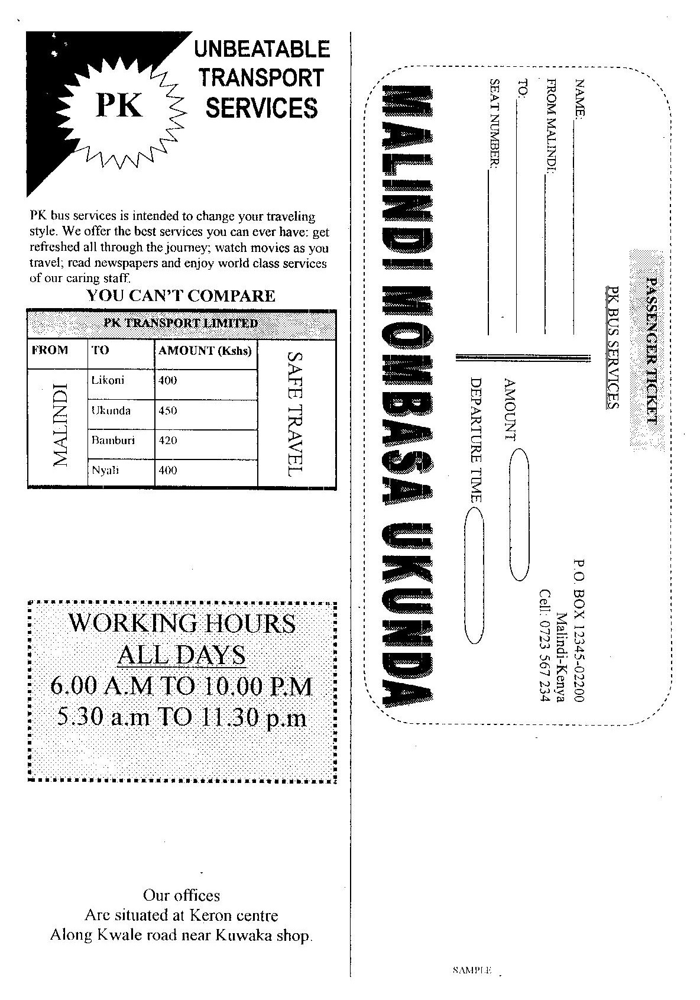 PK
UNBEATABLE
TRANSPORT
SERVICES
PK bus services is intended to change your traveling
style. We offer the best services you can ever have: get
refreshed all through the journey; watch movies as you
travel; read newspapers and enjoy world class services
of our caring staff.
YOU CAN'T COMPARE
PK TRANSPORT LIMITED
FROM TO AMOUNT (Kshs)
MALINDI
Likoni 400
Ukunda 450
Bamburi 420
Nyali 400
SAFE TRAVEL
WORKING HOURS
ALL DAYS
6.00 A.M TO 10.00 P.M
5.30 a.m TO 11.30 p.m
Our offices
Are situated at Keron centre
Along Kwale road near Kuwaka shop.
PASSENGER TICKET
PK BUS SERVICES
P.O. BOX 12345-02200
Malindi-Kenya
Cell: 0723 567 234
NAME:
FROM MALINDI:
TO:
SEAT NUMBER:
AMOUNT
DEPARTURE TIME
MALINDI MOMBASA UKUNDA
SAMPLE